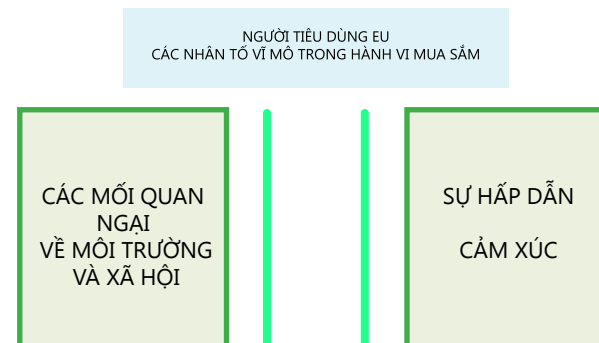 NGƯỜI TIÊU DÙNG EU
CÁC NHÂN TỐ VĨ MÔ TRONG HÀNH VI MUA SẮM
CÁC MỐI QUAN
NGẠI
VỀ MÔI TRƯỜNG
VÀ XÃ HỘI
SỰ HẤP DẪN
CẢM XÚC